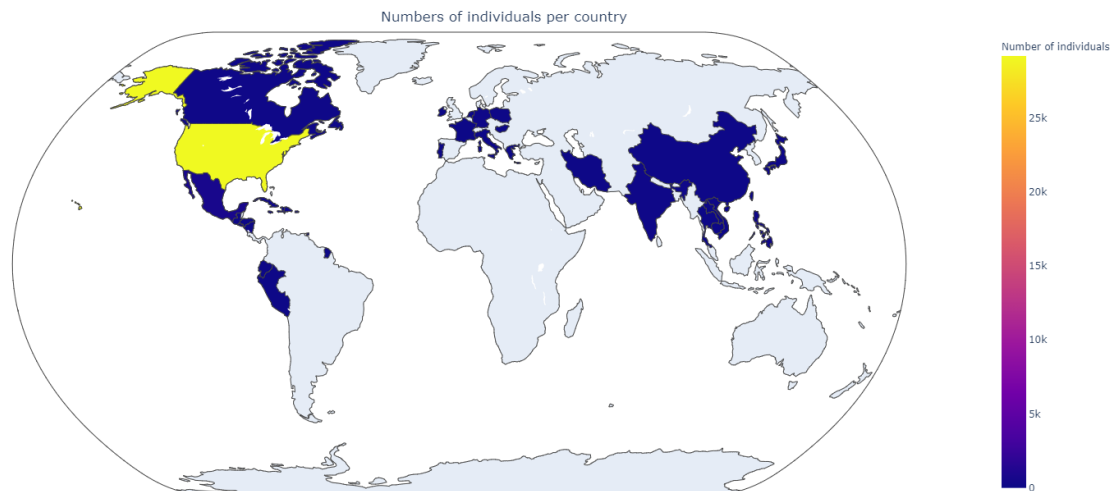 Numbers of individuals per country
Number of individuals
25k
20k
15k
10k
5k
0